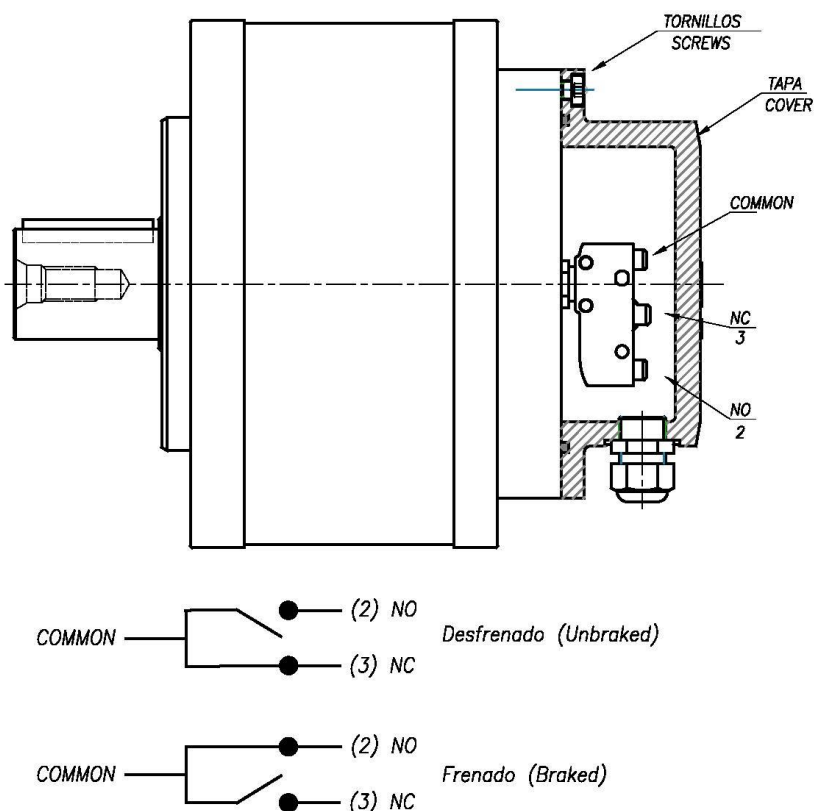 TORNILLOS
SCREWS
TAPA
COVER
COMMON
NC
3
NO
2
(2) NO
COMMON
Desfrenado (Unbraked)
(3) NC
(2) NO
COMMON
Frenado (Braked)
(3) NC